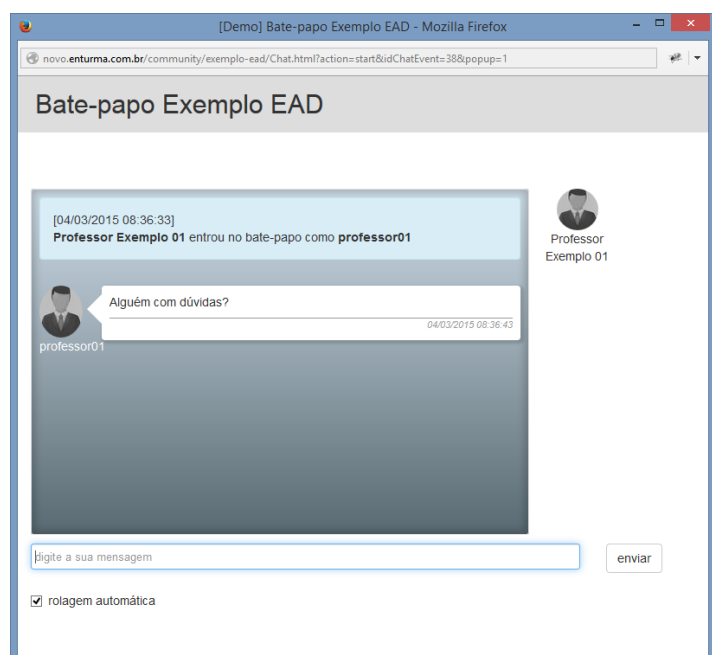 [Demo] Bate-papo Exemplo EAD - Mozilla Firefox
novo.enturma.com.br/community/exemplo-ead/Chat.html?action=start&idChatEvent=38&popup=1
Bate-papo Exemplo EAD
[04/03/2015 08:36:33]
Professor Exemplo 01 entrou no bate-papo como professor01
Professor
Exemplo 01
Alguém com dúvidas?
04/03/2015 08:36:43
professor01
digite a sua mensagem
enviar
rolagem automática